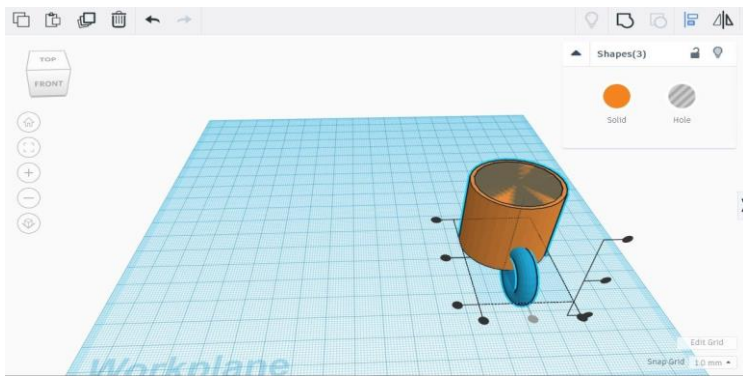 Shapes(3)
TOP
FRONT
Solid
Hole
Workplane
Edit Grid
Snap Grid 1.0 mm